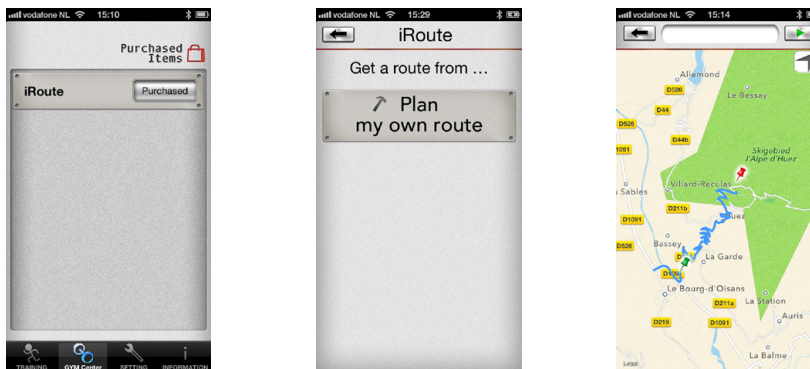 vodafone NL 15:10
Purchased
Items
iRoute Purchased
TRAINING GYM Center SETTING INFORMATION
vodafone NL 15:29
iRoute
Get a route from ...
Plan
my own route
vodafone NL 15:14
Allemond
D526
Le Bessay
D44
D526
D44b
1091
Skigebied
l'Alpe d'Huez
Villard-Reculas
Sables
D211b
D1091
Huez
D526
Bassey
La Garde
Le Bourg-d'Oisans
D211a
La Station
D219
D1091
Auris
La Balme
Legal